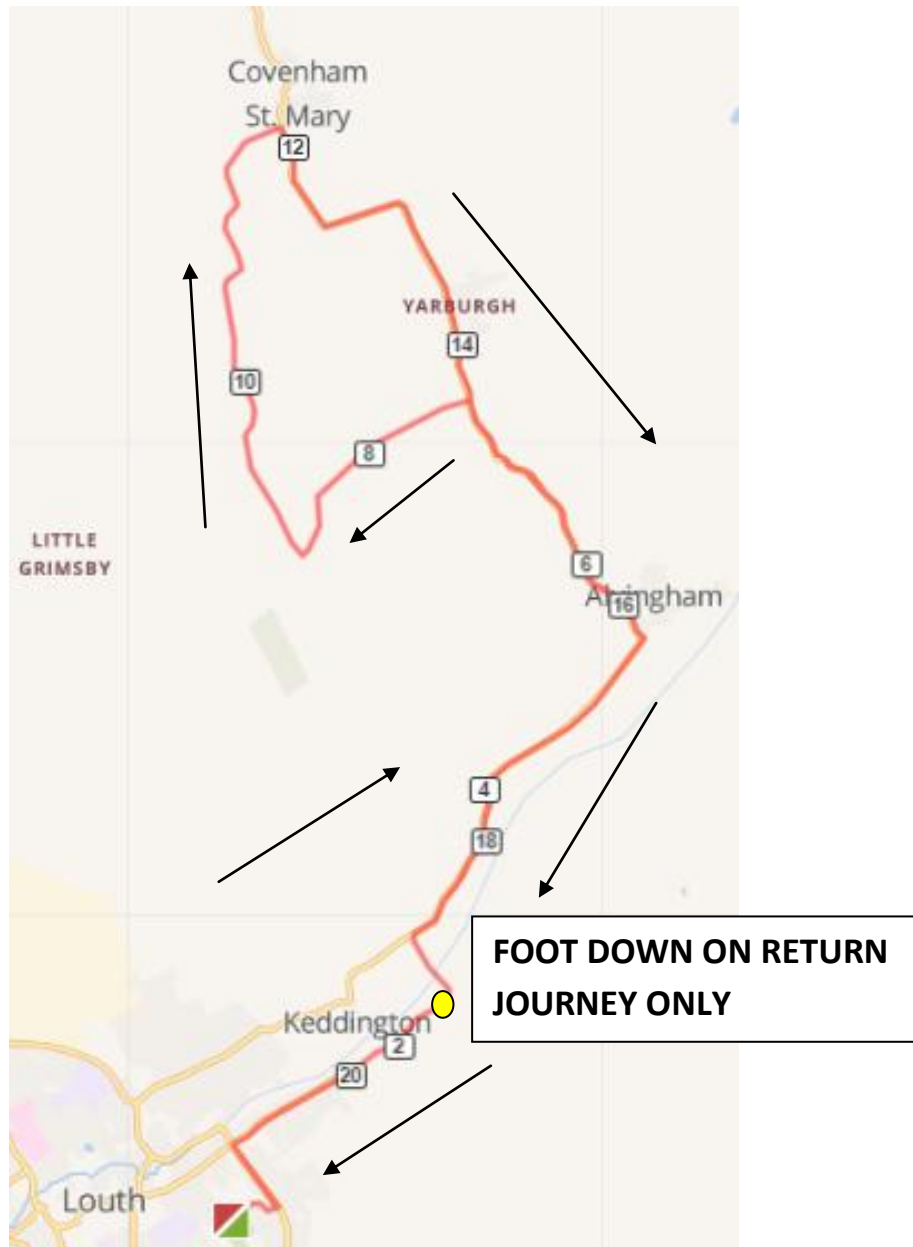 Covenham
St. Mary
12
YARBURGH
14
10
8
LITTLE
GRIMSBY
6
Alvingham
16
4
18
FOOT DOWN ON RETURN
JOURNEY ONLY
Keddington
2
20
Louth